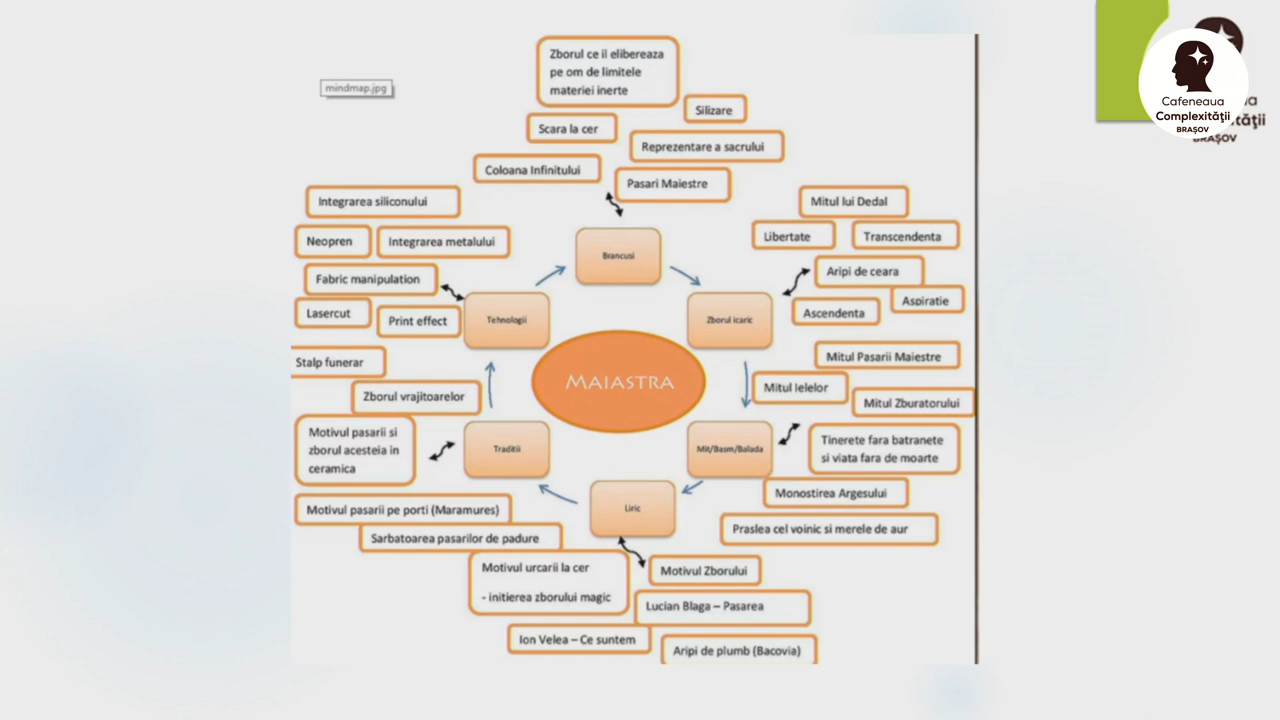 mindmap.jpg
Zborul ce il elibereaza
pe om de limitele
materiei inerte
Silizare
Scara la cer
Reprezentare a sacrului
Coloana Infinitului
Pasari Maiestre
Brancusi
Mitul lui Dedal
Libertate
Transcendenta
Aripi de ceara
Aspiratie
Ascendenta
Zborul icaric
Mitul Pasarii Maiestre
Mitul Ielelor
Mitul Zburatorului
Tinerete fara batranete
si viata fara de moarte
Mit/Basm/Balada
Monostirea Argesului
Praslea cel voinic si merele de aur
Liric
Motivul Zborului
Motivul urcarii la cer
- initierea zborului magic
Lucian Blaga – Pasarea
Ion Velea – Ce suntem
Aripi de plumb (Bacovia)
Traditii
Stalp funerar
Zborul vrajitoarelor
Motivul pasarii si
zborul acesteia in
ceramica
Motivul pasarii pe porti (Maramures)
Sarbatoarea pasarilor de padure
Tehnologii
Integrarea siliconului
Neopren
Integrarea metalului
Fabric manipulation
Lasercut
Print effect
MAIASTRA
Cafeneaua
Complexității
BRAȘOV